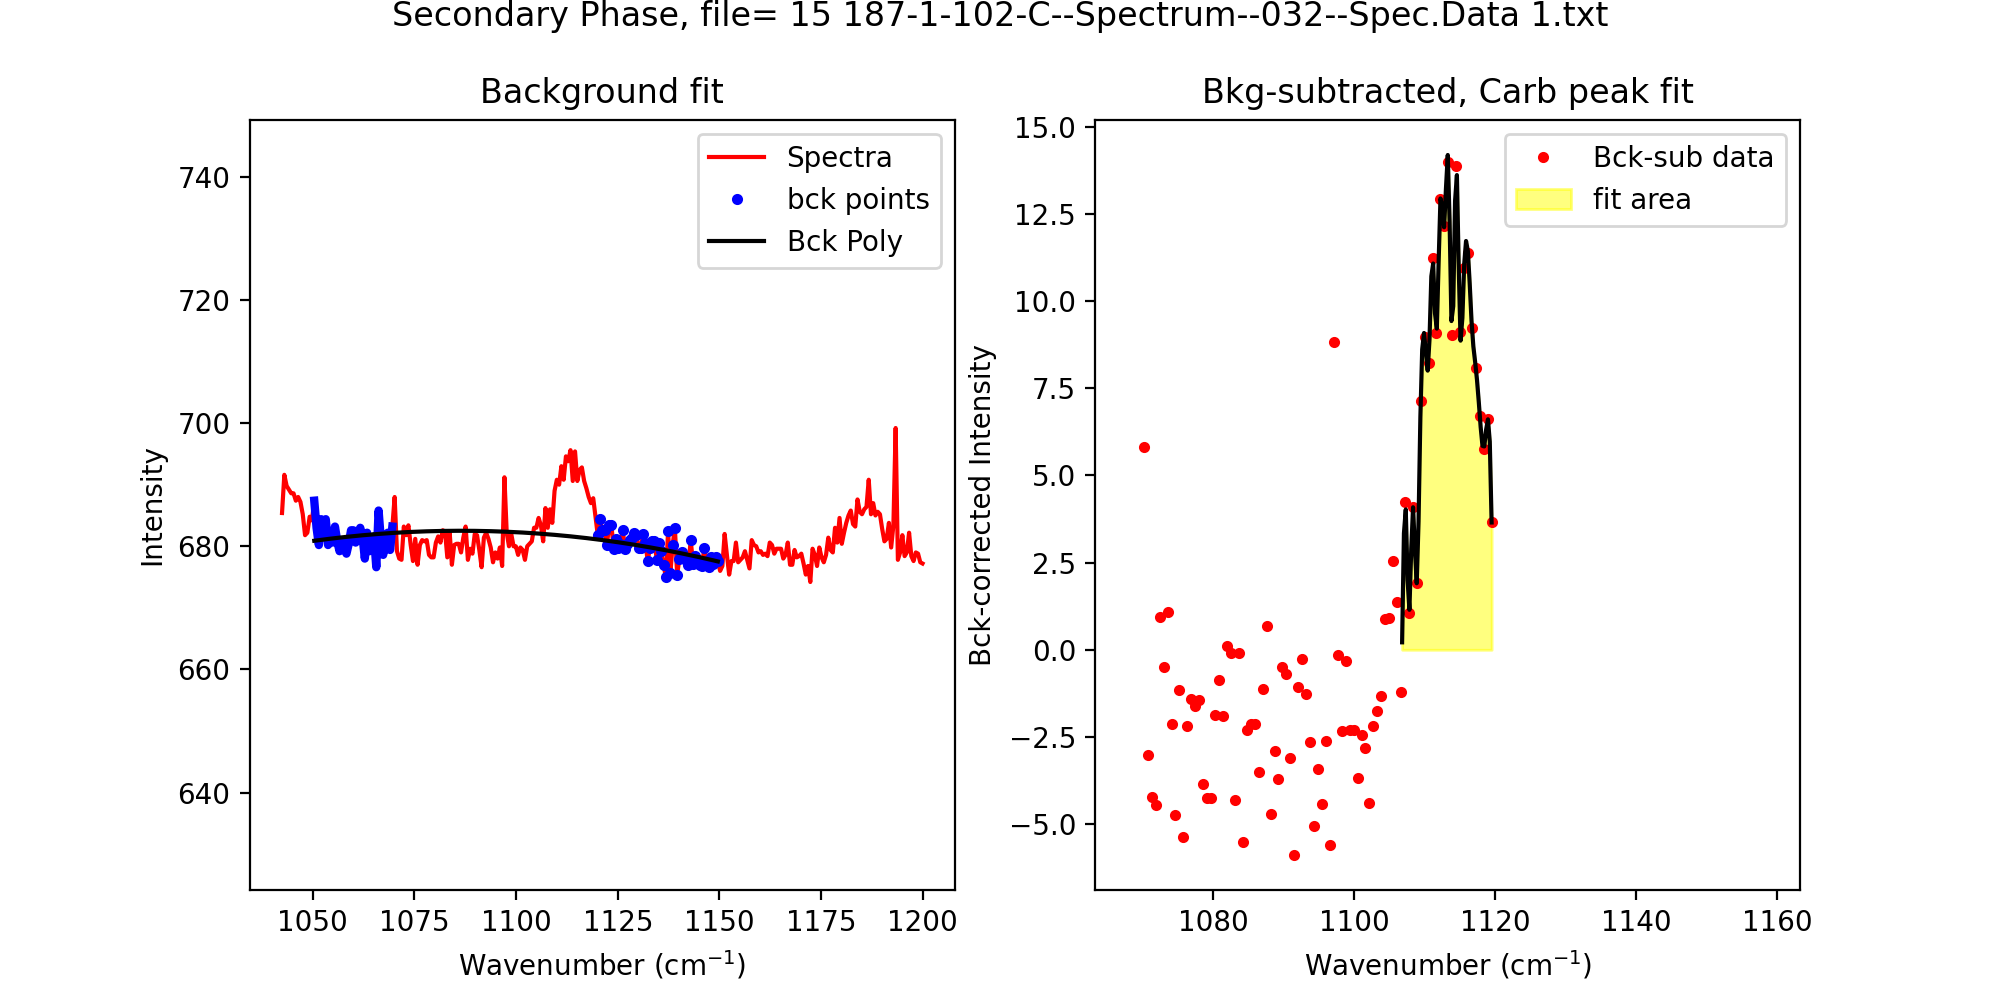 Secondary Phase, file= 15 187-1-102-C--Spectrum--032--Spec.Data 1.txt
Background fit
Spectra
bck points
Bck Poly
740
720
700
680
660
640
Intensity
1050 1075 1100 1125 1150 1175 1200
Wavenumber (cm⁻¹)
Bkg-subtracted, Carb peak fit
Bck-sub data
fit area
15.0
12.5
10.0
7.5
5.0
2.5
0.0
−2.5
−5.0
Bck-corrected Intensity
1080 1100 1120 1140 1160
Wavenumber (cm⁻¹)